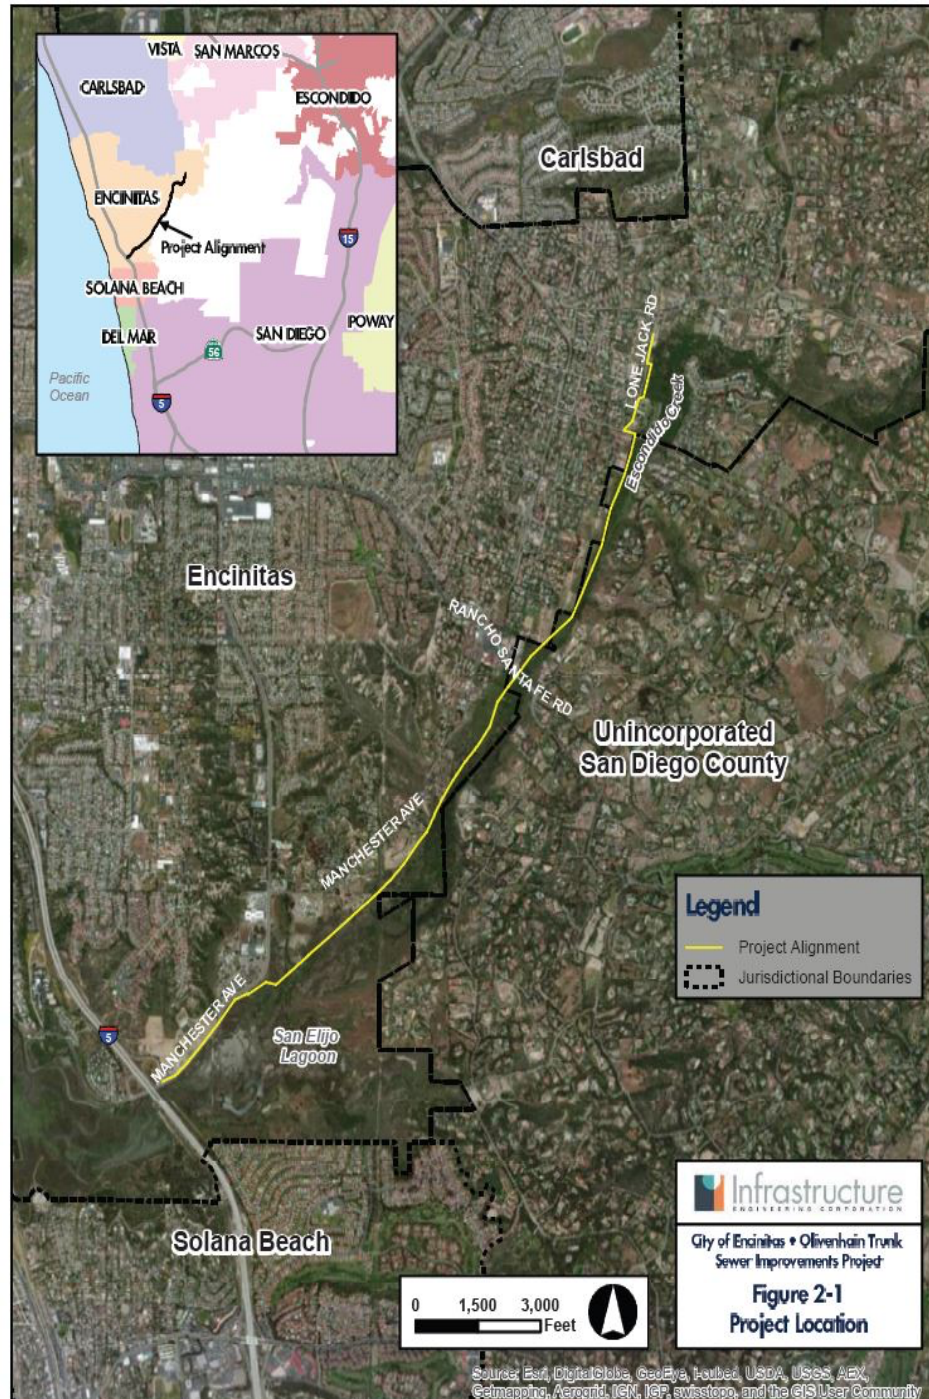 VISTA
SAN MARCOS
CARLSBAD
ESCONDIDO
ENCINITAS
Project Alignment
15
SOLANA BEACH
DEL MAR
SAN DIEGO
POWAY
56
Pacific
Ocean
5
Carlsbad
LONE JACK RD
Escondido Creek
Encinitas
RANCHO SANTA FE RD
Unincorporated
San Diego County
MANCHESTER AVE
Legend
Project Alignment
Jurisdictional Boundaries
MANCHESTER AVE
5
San Elijo
Lagoon
Solana Beach
Infrastructure
ENGINEERING CORPORATION
City of Encinitas • Olivenhain Trunk
Sewer Improvements Project
Figure 2-1
Project Location
0 1,500 3,000
Feet
Source: Esri, DigitalGlobe, GeoEye, i-cubed, USDA, USGS, AEX,
Getmapping, Aerogrid, IGN, IGP, swisstopo, and the GIS User Community